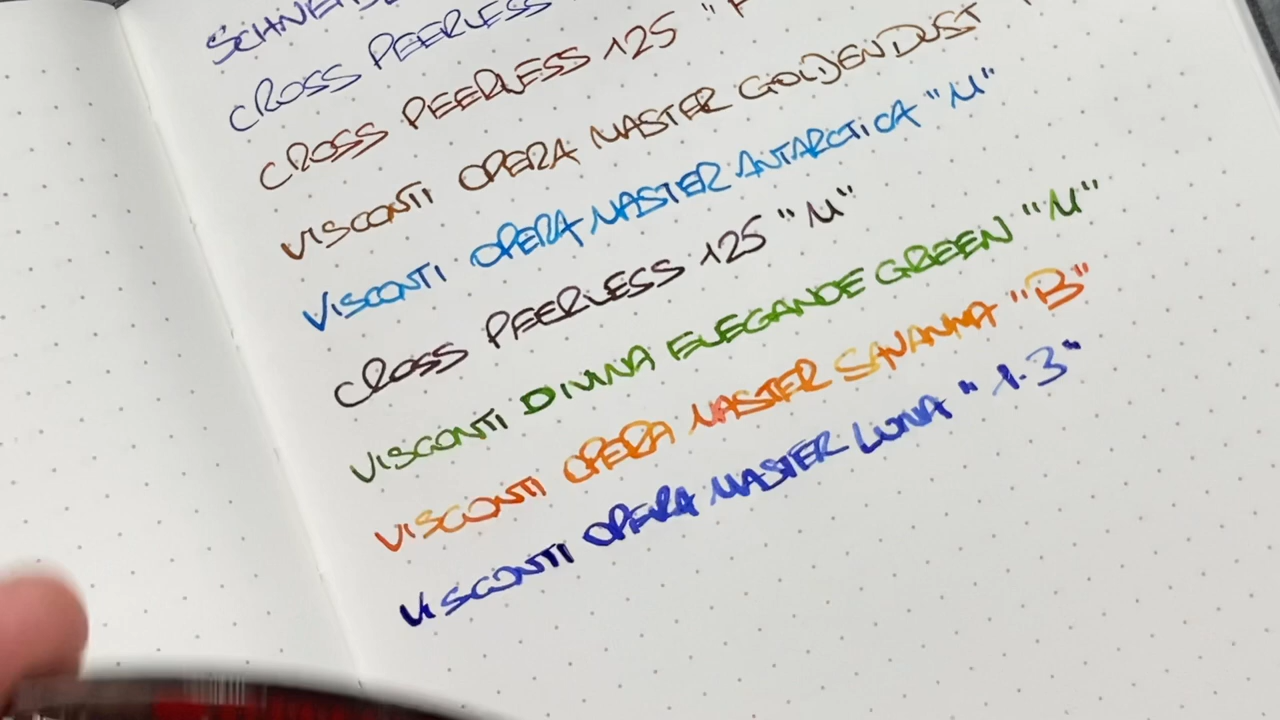 CROSS PEERLESS
CROSS PEERLESS 125 "F
VISCONTI OPERA MASTER GOLDENDUST
VISCONTI OPERA MASTER ANTARCTICA "M"
CROSS PEERLESS 125 "M"
VISCONTI DIVINA ELEGANCE GREEN "M"
VISCONTI OPERA MASTER SAVANNA "B"
VISCONTI OPERA MASTER LUNA "1.3"